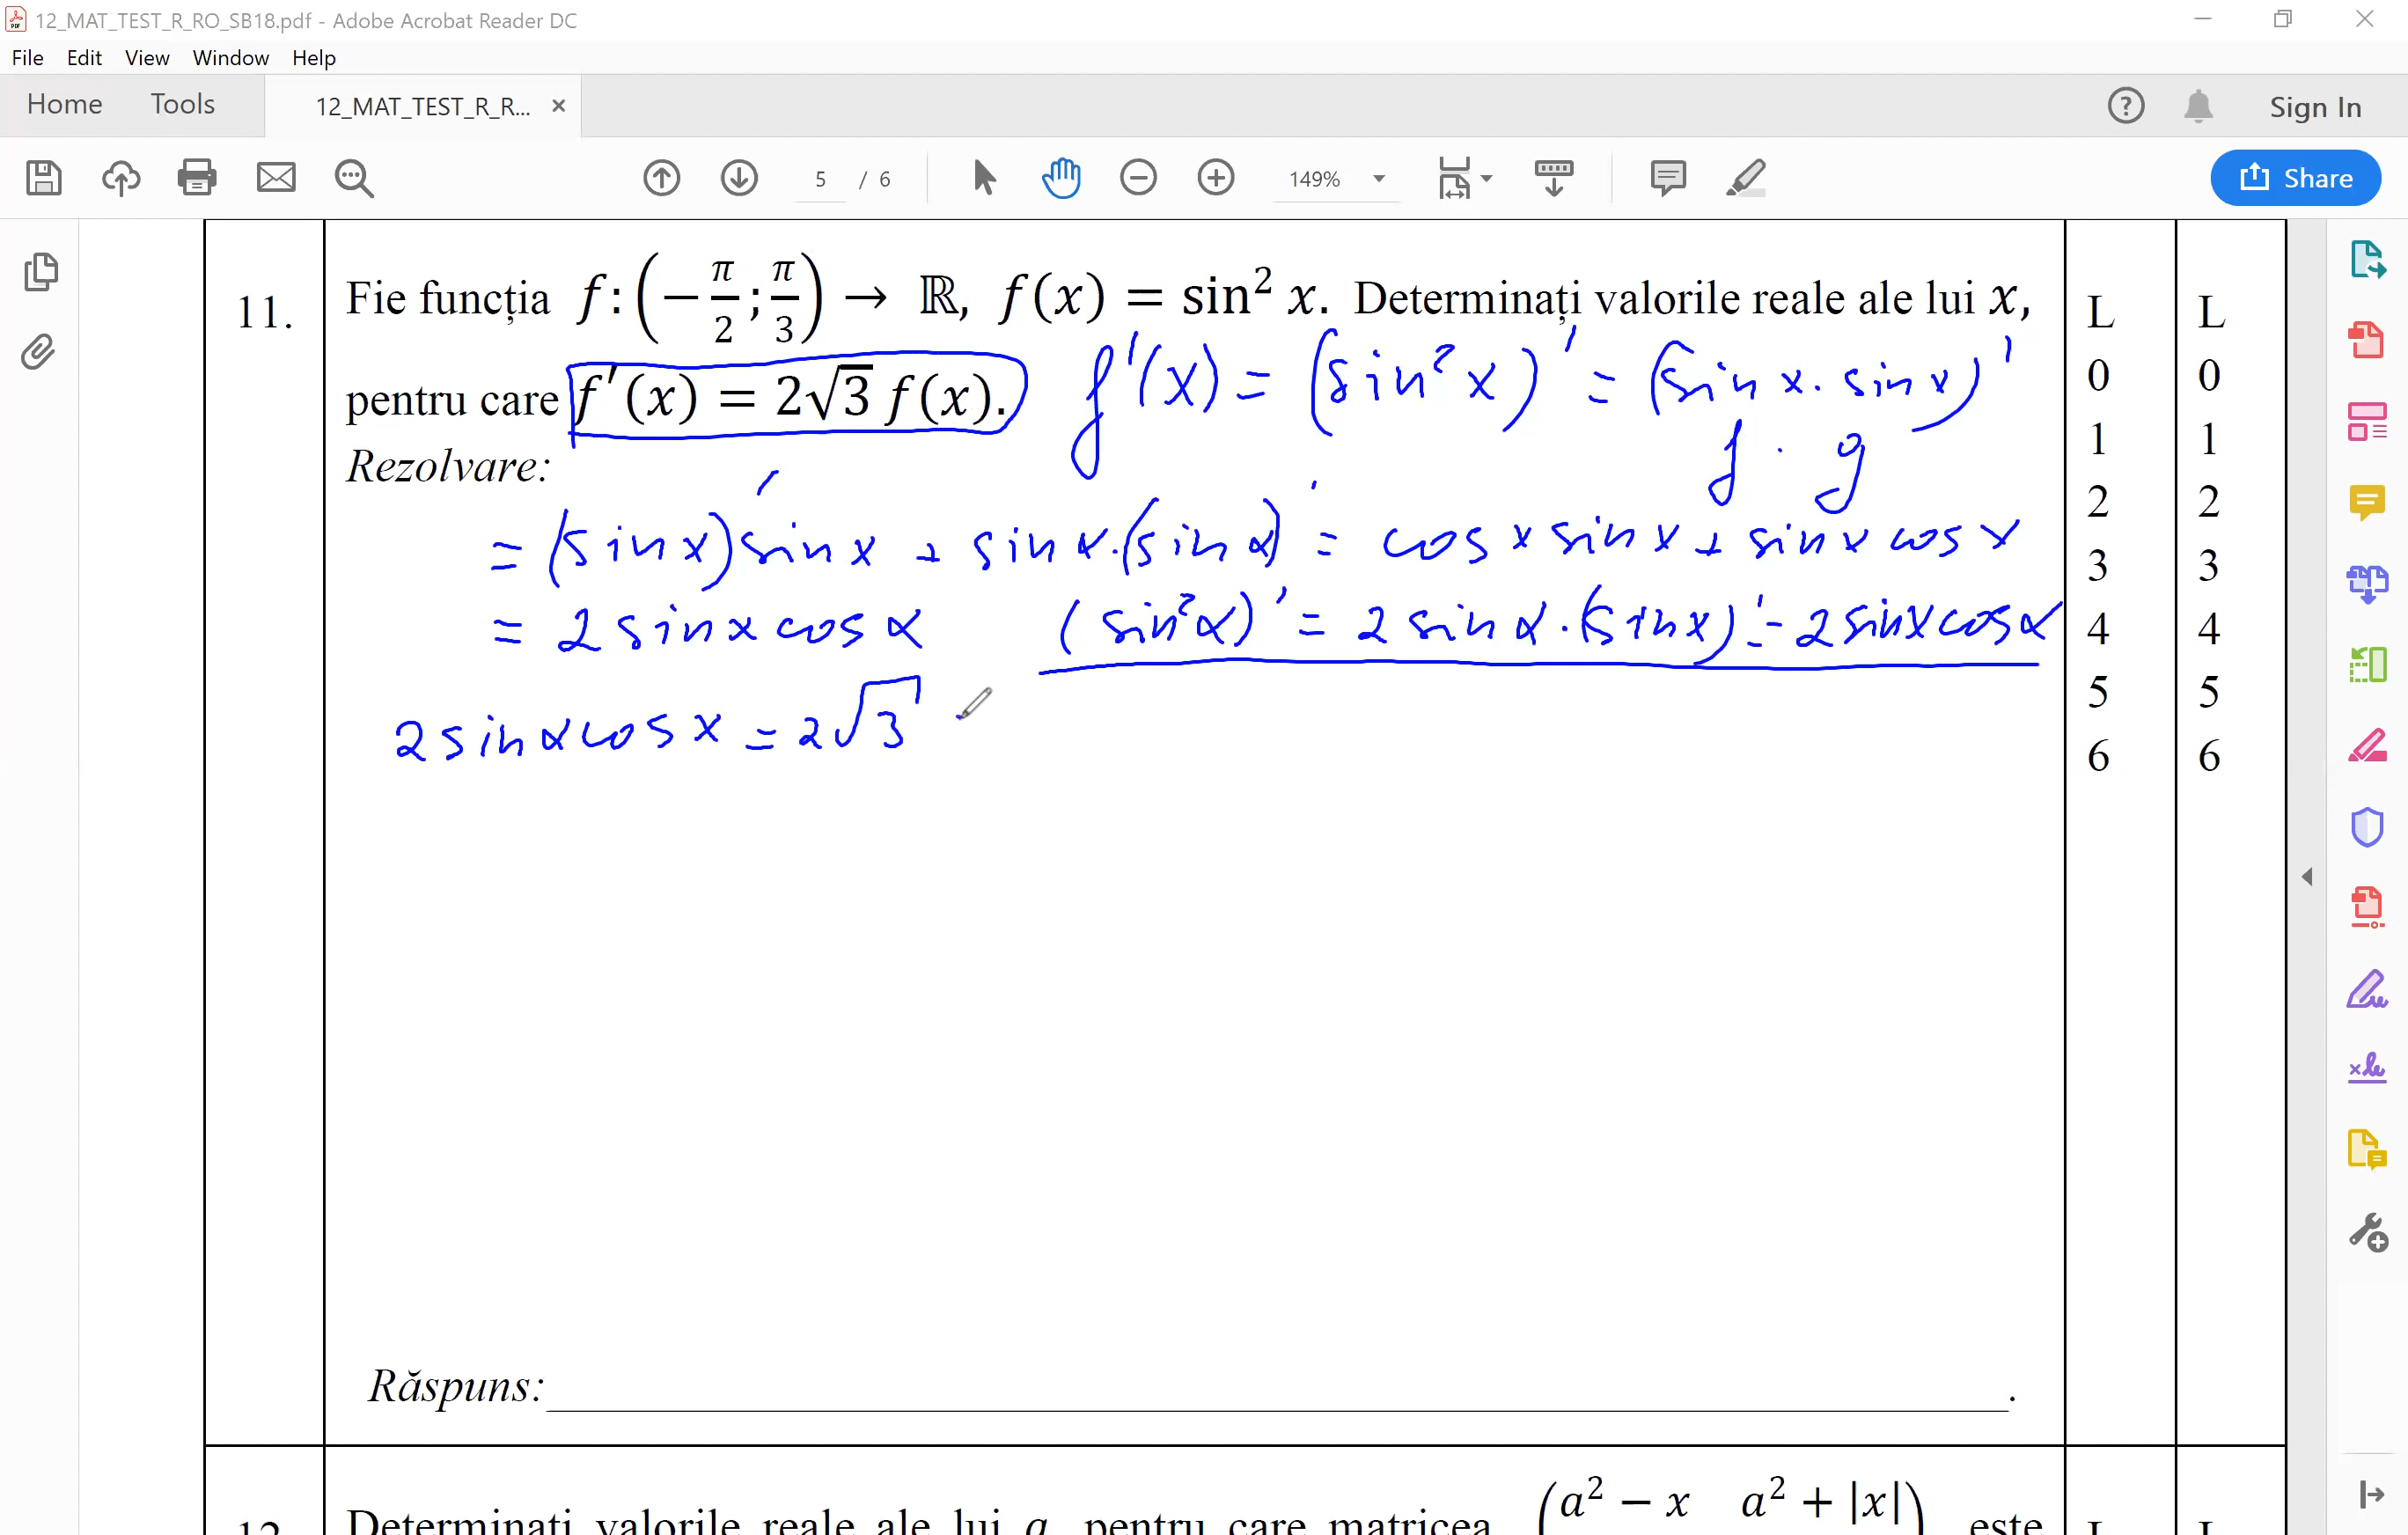 12_MAT_TEST_R_RO_SB18.pdf - Adobe Acrobat Reader DC
File Edit View Window Help
Home Tools 12_MAT_TEST_R_R... × Sign In
5 / 6 149% Share
11. Fie funcția f: (−π/2 ; π/3) → ℝ, f(x) = sin² x. Determinați valorile reale ale lui x,
pentru care f′(x) = 2√3 f(x). f'(x) = (sin² x)' = (sin x · sin x)'
f · g
Rezolvare:
= (sin x)' sin x + sin x · (sin x)' = cos x sin x + sin x cos x
= 2 sin x cos x (sin² x)' = 2 sin x · (sin x)' = 2 sin x cos x
2 sin x cos x = 2√3
L L
0 0
1 1
2 2
3 3
4 4
5 5
6 6
Răspuns: .
12. Determinați valorile reale ale lui a, pentru care matricea (a² − x a² + |x|) este
L L